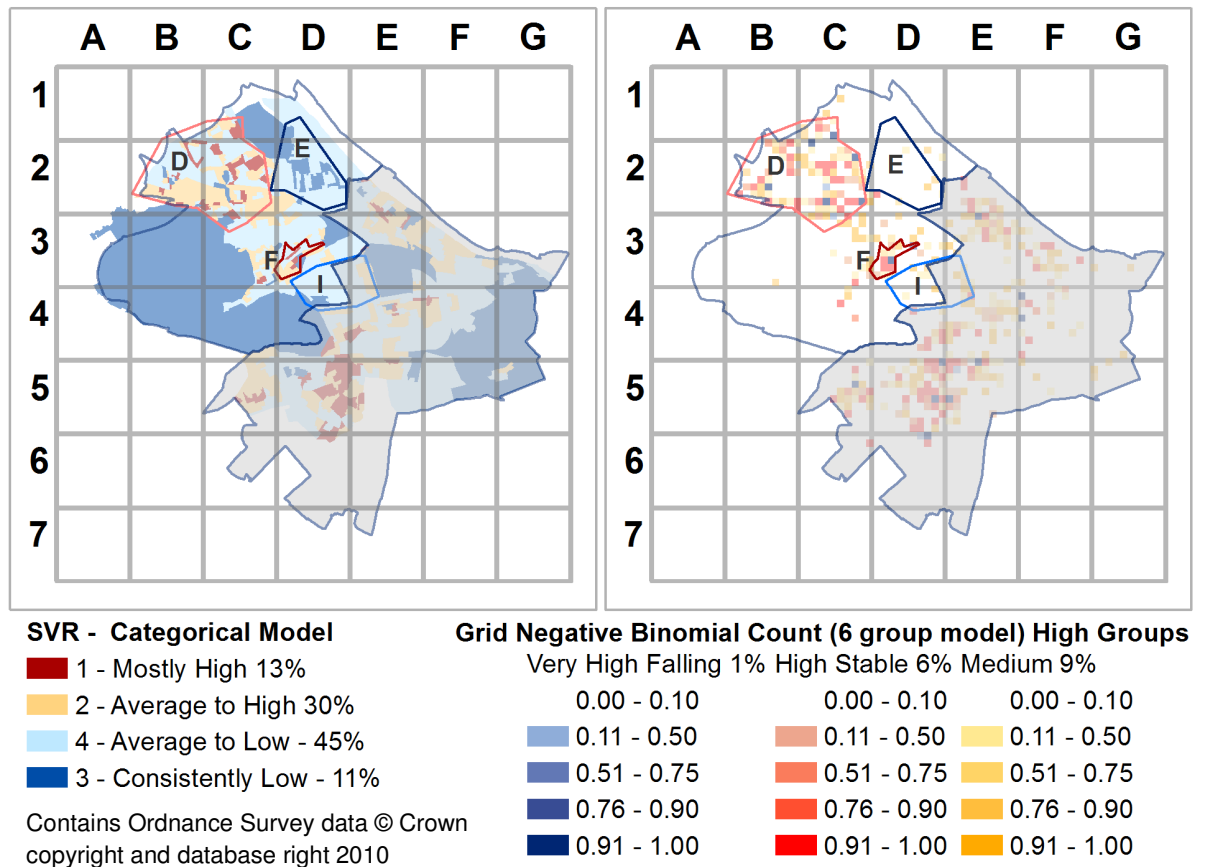 A B C D E F G
1
2
3
4
5
6
7
D
E
F
I
A B C D E F G
1
2
3
4
5
6
7
D
E
F
I
SVR - Categorical Model
1 - Mostly High 13%
2 - Average to High 30%
4 - Average to Low - 45%
3 - Consistently Low - 11%
Contains Ordnance Survey data © Crown
copyright and database right 2010
Grid Negative Binomial Count (6 group model) High Groups
Very High Falling 1% High Stable 6% Medium 9%
0.00 - 0.10 0.00 - 0.10 0.00 - 0.10
0.11 - 0.50 0.11 - 0.50 0.11 - 0.50
0.51 - 0.75 0.51 - 0.75 0.51 - 0.75
0.76 - 0.90 0.76 - 0.90 0.76 - 0.90
0.91 - 1.00 0.91 - 1.00 0.91 - 1.00